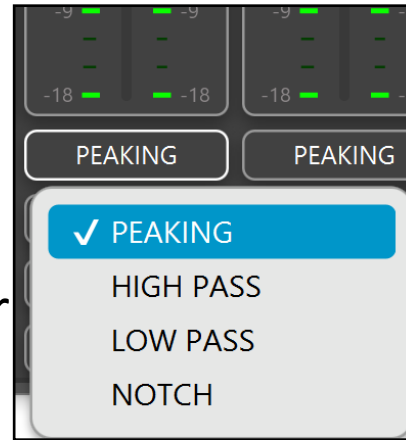 -9 -9 -9
-18 -18 -18
PEAKING PEAKING
✓ PEAKING
HIGH PASS
r
LOW PASS
NOTCH